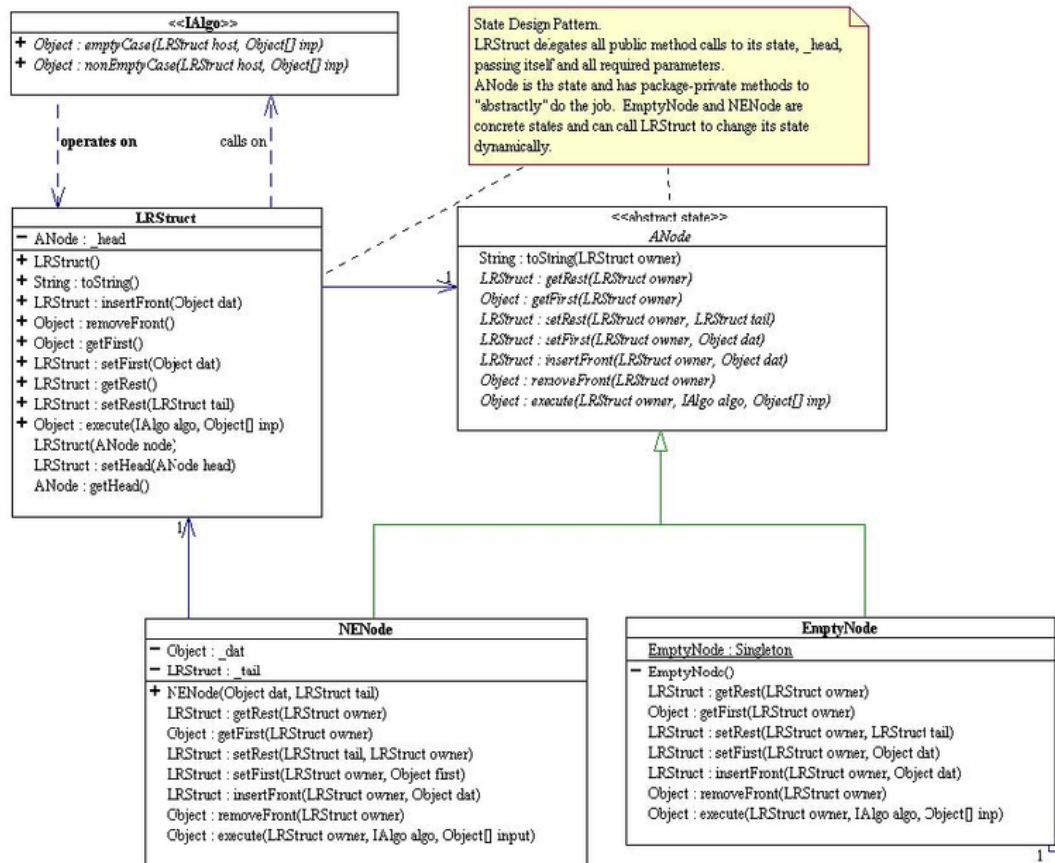 <<IAlgo>>
+ Object : emptyCase(LRStruct host, Object[] inp)
+ Object : nonEmptyCase(LRStruct host, Object[] inp)
State Design Pattern.
LRStruct delegates all public method calls to its state, _head,
passing itself and all required parameters.
ANode is the state and has package-private methods to
"abstractly" do the job. EmptyNode and NENode are
concrete states and can call LRStruct to change its state
dynamically.
operates on
calls on
LRStruct
- ANode : _head
+ LRStruct()
+ String : toString()
+ LRStruct : insertFront(Object dat)
+ Object : removeFront()
+ Object : getFirst()
+ LRStruct : setFirst(Object dat)
+ LRStruct : getRest()
+ LRStruct : setRest(LRStruct tail)
+ Object : execute(IAlgo algo, Object[] inp)
LRStruct(ANode node)
LRStruct : setHead(ANode head)
ANode : getHead()
1
<<abstract state>>
ANode
String : toString(LRStruct owner)
LRStruct : getRest(LRStruct owner)
Object : getFirst(LRStruct owner)
LRStruct : setRest(LRStruct owner, LRStruct tail)
LRStruct : setFirst(LRStruct owner, Object dat)
LRStruct : insertFront(LRStruct owner, Object dat)
Object : removeFront(LRStruct owner)
Object : execute(LRStruct owner, IAlgo algo, Object[] inp)
1
NENode
- Object : _dat
- LRStruct : _tail
+ NENode(Object dat, LRStruct tail)
LRStruct : getRest(LRStruct owner)
Object : getFirst(LRStruct owner)
LRStruct : setRest(LRStruct tail, LRStruct owner)
LRStruct : setFirst(LRStruct owner, Object first)
LRStruct : insertFront(LRStruct owner, Object dat)
Object : removeFront(LRStruct owner)
Object : execute(LRStruct owner, IAlgo algo, Object[] input)
EmptyNode
EmptyNode : Singleton
- EmptyNode()
LRStruct : getRest(LRStruct owner)
Object : getFirst(LRStruct owner)
LRStruct : setRest(LRStruct owner, LRStruct tail)
LRStruct : setFirst(LRStruct owner, Object dat)
LRStruct : insertFront(LRStruct owner, Object dat)
Object : removeFront(LRStruct owner)
Object : execute(LRStruct owner, IAlgo algo, Object[] inp)
1